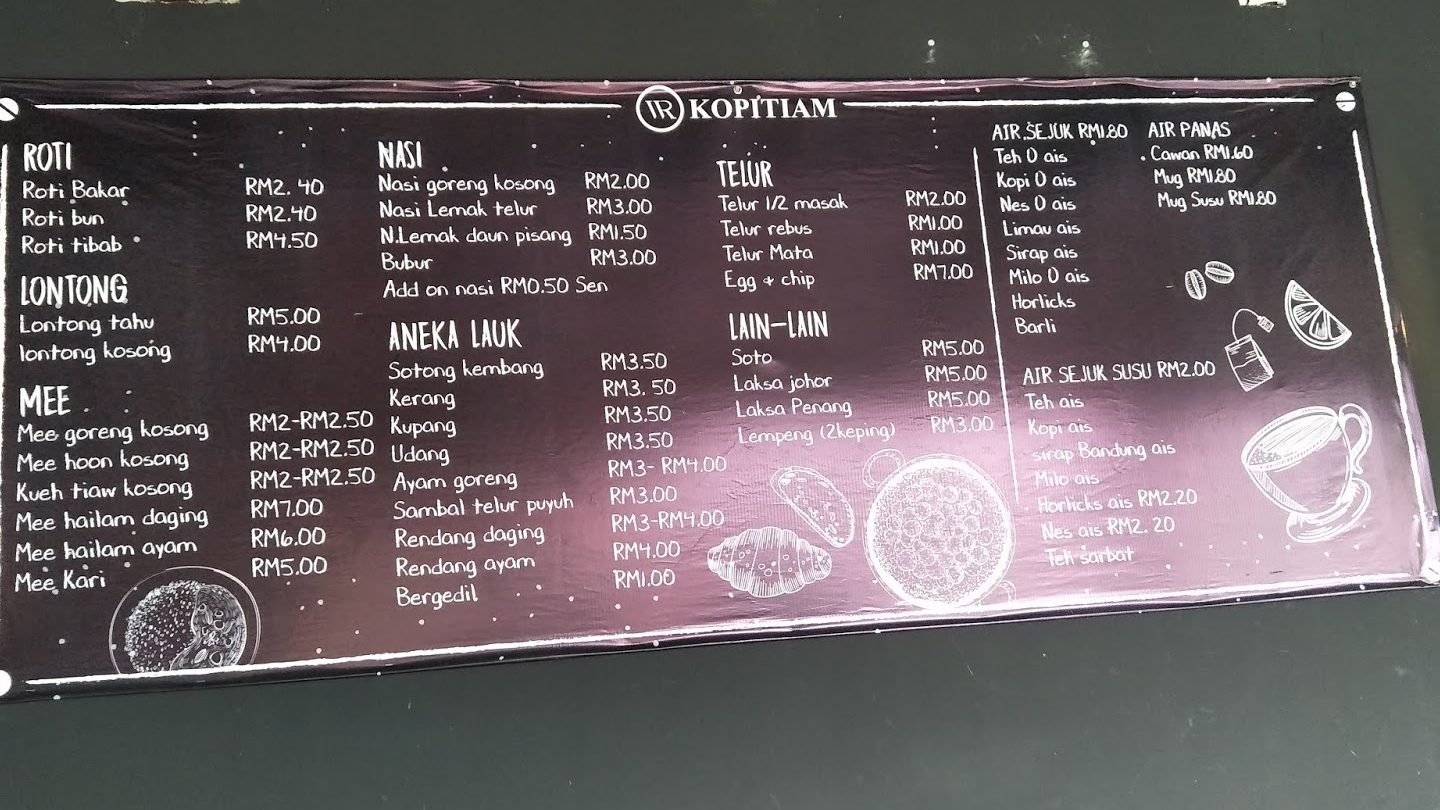 WR KOPITIAM
ROTI
Roti Bakar RM2. 40
Roti bun RM2.40
Roti tibab RM4.50
LONTONG
Lontong tahu RM5.00
lontong kosong RM4.00
MEE
Mee goreng kosong RM2-RM2.50
Mee hoon kosong RM2-RM2.50
Kueh tiaw kosong RM2-RM2.50
Mee hailam daging RM7.00
Mee hailam ayam RM6.00
Mee Kari RM5.00
NASI
Nasi goreng kosong RM2.00
Nasi Lemak telur RM3.00
N.Lemak daun pisang RM1.50
Bubur RM3.00
Add on nasi RM0.50 Sen
ANEKA LAUK
Sotong kembang RM3.50
Kerang RM3. 50
Kupang RM3.50
Udang RM3.50
Ayam goreng RM3- RM4.00
Sambal telur puyuh RM3.00
Rendang daging RM3-RM4.00
Rendang ayam RM4.00
Bergedil RM1.00
TELUR
Telur 1/2 masak RM2.00
Telur rebus RM1.00
Telur Mata RM1.00
Egg & chip RM7.00
LAIN-LAIN
Soto RM5.00
Laksa johor RM5.00
Laksa Penang RM5.00
Lempeng (2keping) RM3.00
AIR SEJUK RM1.80
Teh O ais
Kopi O ais
Nes O ais
Limau ais
Sirap ais
Milo O ais
Horlicks
Barli
AIR PANAS
Cawan RM1.60
Mug RM1.80
Mug Susu RM1.80
AIR SEJUK SUSU RM2.00
Teh ais
Kopi ais
sirap Bandung ais
Milo ais
Horlicks ais RM2.20
Nes ais RM2. 20
Teh sarbat